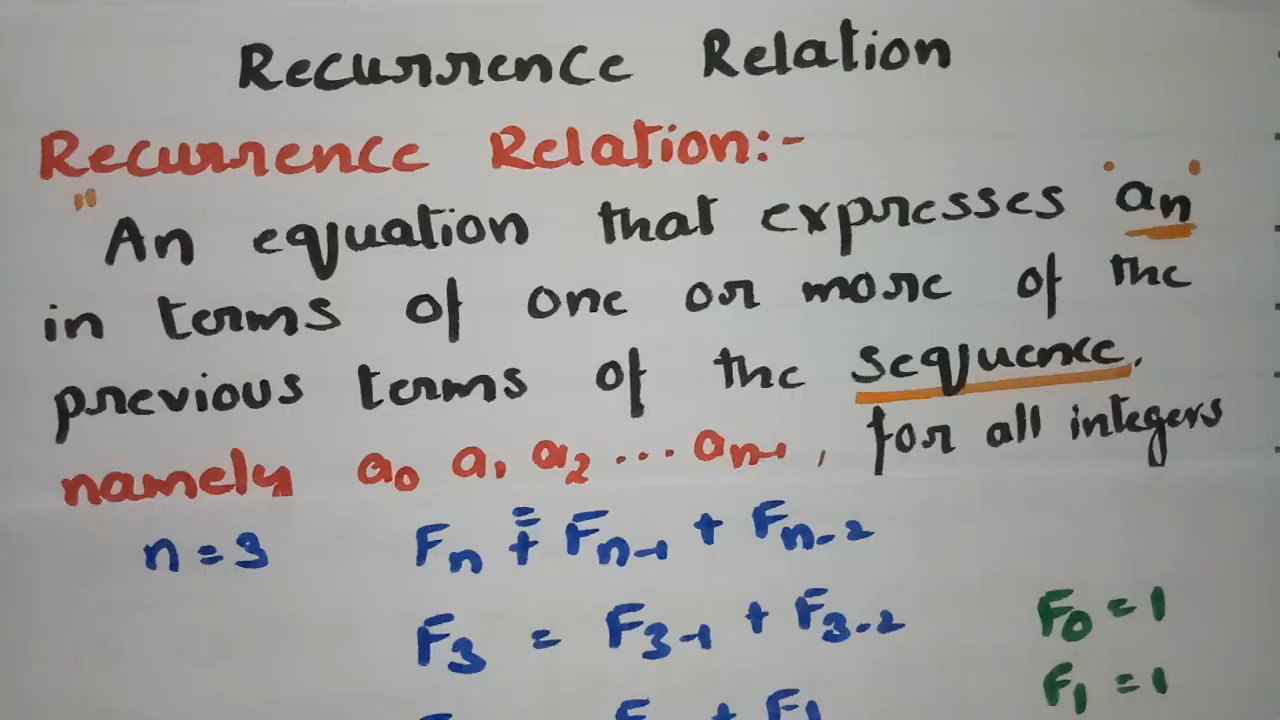 Recurrence Relation
Recurrence Relation:-
"An equation that expresses 'an'
in terms of one or more of the
previous terms of the sequence.
namely a0 a1 a2 ... an-1, for all integers
n = 3 Fn ∓ Fn-1 + Fn-2
F3 = F3-1 + F3-2
F0 = 1
F1 = 1
+ F1